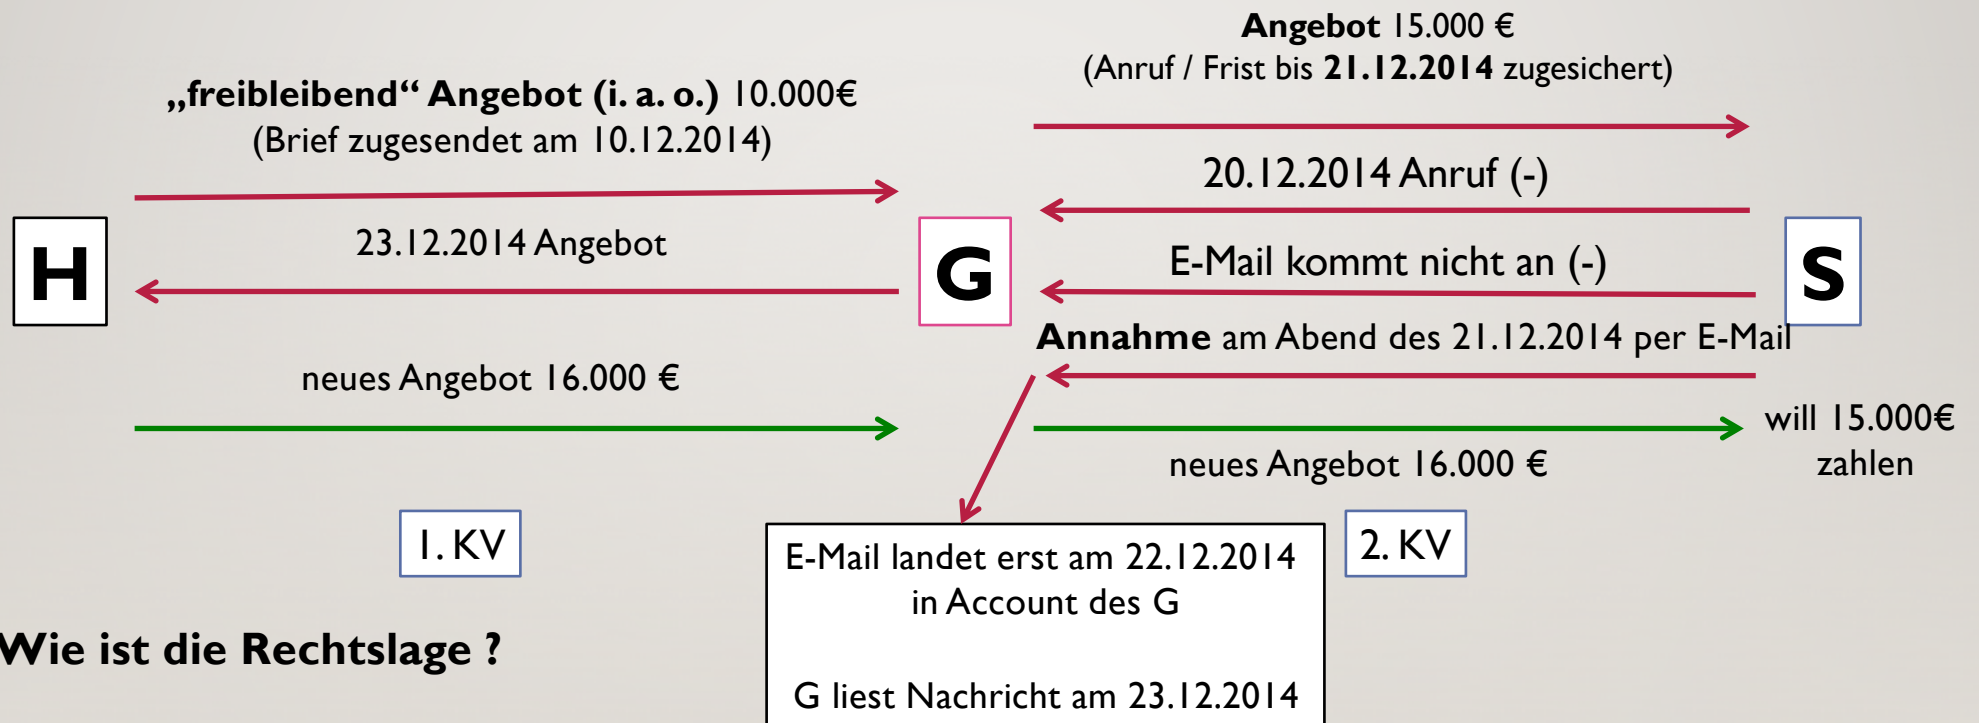 „freibleibend“ Angebot (i. a. o.) 10.000€
(Brief zugesendet am 10.12.2014)
23.12.2014 Angebot
neues Angebot 16.000 €
H
G
S
Angebot 15.000 €
(Anruf / Frist bis 21.12.2014 zugesichert)
20.12.2014 Anruf (-)
E-Mail kommt nicht an (-)
Annahme am Abend des 21.12.2014 per E-Mail
neues Angebot 16.000 €
will 15.000€
zahlen
1. KV
2. KV
E-Mail landet erst am 22.12.2014
in Account des G
G liest Nachricht am 23.12.2014
Wie ist die Rechtslage ?